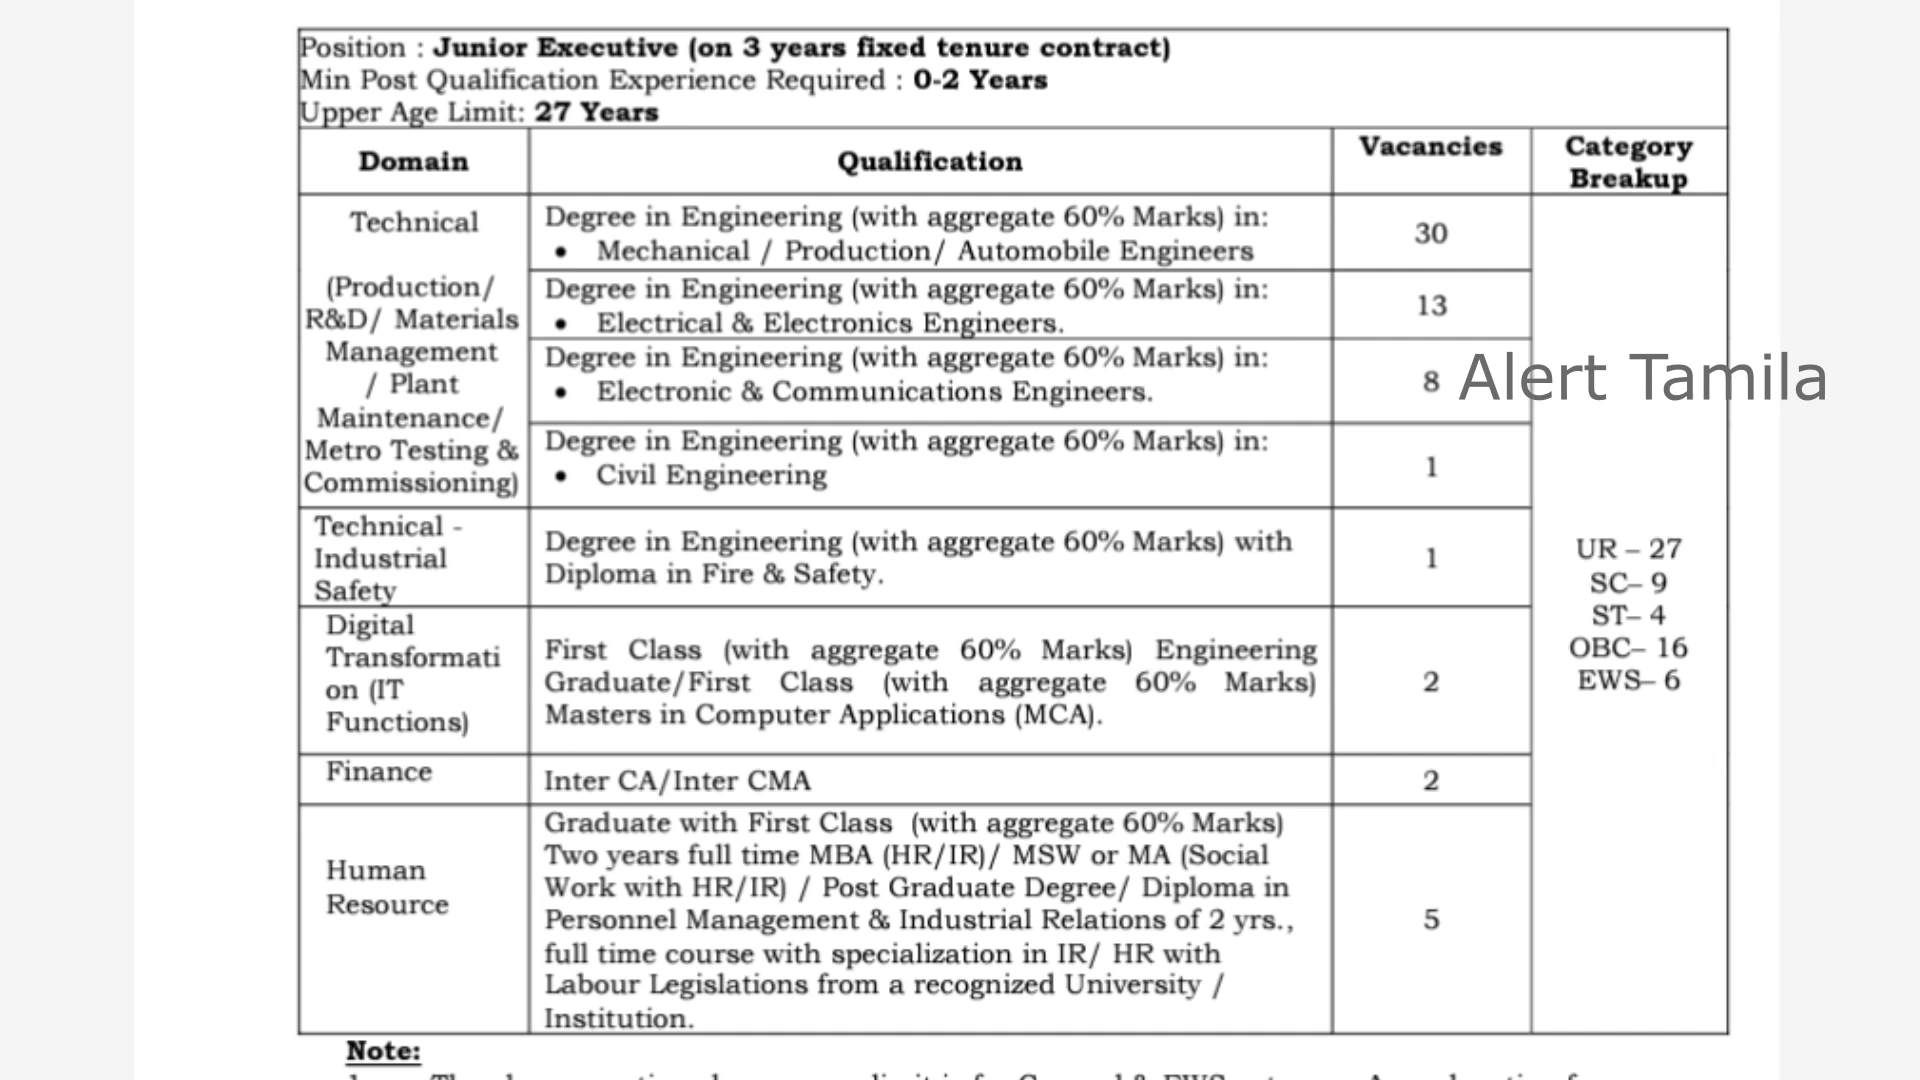 Position : Junior Executive (on 3 years fixed tenure contract)
Min Post Qualification Experience Required : 0-2 Years
Upper Age Limit: 27 Years
Domain
Qualification
Vacancies
Category
Breakup
Technical
(Production/
R&D/ Materials
Management
/ Plant
Maintenance/
Metro Testing &
Commissioning)
Degree in Engineering (with aggregate 60% Marks) in:
• Mechanical / Production/ Automobile Engineers
30
Degree in Engineering (with aggregate 60% Marks) in:
• Electrical & Electronics Engineers.
13
Degree in Engineering (with aggregate 60% Marks) in:
• Electronic & Communications Engineers.
8
Alert Tamila
Degree in Engineering (with aggregate 60% Marks) in:
• Civil Engineering
1
Technical -
Industrial
Safety
Degree in Engineering (with aggregate 60% Marks) with
Diploma in Fire & Safety.
1
UR – 27
SC– 9
ST– 4
OBC– 16
EWS– 6
Digital
Transformati
on (IT
Functions)
First Class (with aggregate 60% Marks) Engineering
Graduate/First Class (with aggregate 60% Marks)
Masters in Computer Applications (MCA).
2
Finance
Inter CA/Inter CMA
2
Human
Resource
Graduate with First Class (with aggregate 60% Marks)
Two years full time MBA (HR/IR)/ MSW or MA (Social
Work with HR/IR) / Post Graduate Degree/ Diploma in
Personnel Management & Industrial Relations of 2 yrs.,
full time course with specialization in IR/ HR with
Labour Legislations from a recognized University /
Institution.
5
Note: